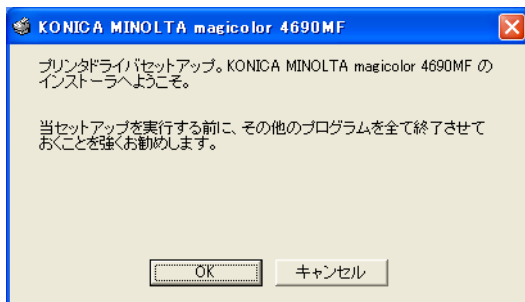 KONICA MINOLTA magicolor 4690MF
プリンタドライバセットアップ。KONICA MINOLTA magicolor 4690MF の
インストーラへようこそ。
当セットアップを実行する前に、その他のプログラムを全て終了させて
おくことを強くお勧めします。
OK
キャンセル